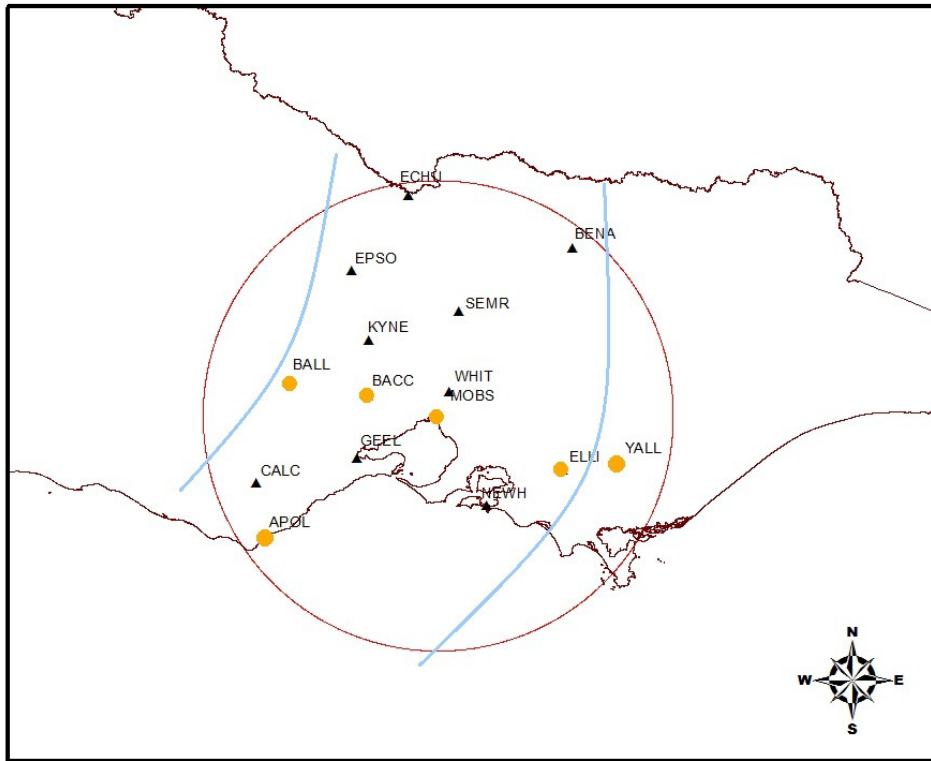 ECHU
BENA
EPSO
SEMR
KYNE
BALL
BACC
WHIT
MOBS
GEEL
ELLI
YALL
CALC
NEWH
APOL
N
W
E
S